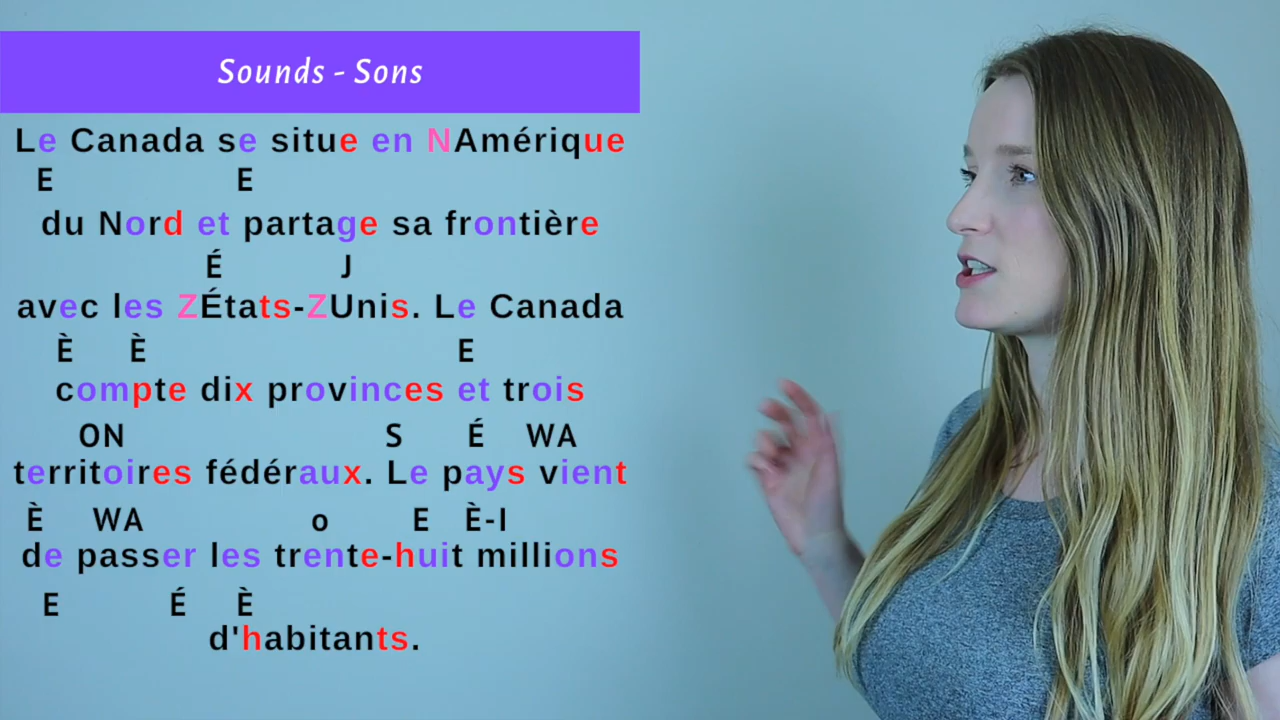 Sounds - Sons
Le Canada se situe en NAmérique
E E
du Nord et partage sa frontière
É J
avec les ZÉtats-ZUnis. Le Canada
È È E
compte dix provinces et trois
ON S É WA
territoires fédéraux. Le pays vient
È WA o E È-I
de passer les trente-huit millions
E É È
d'habitants.